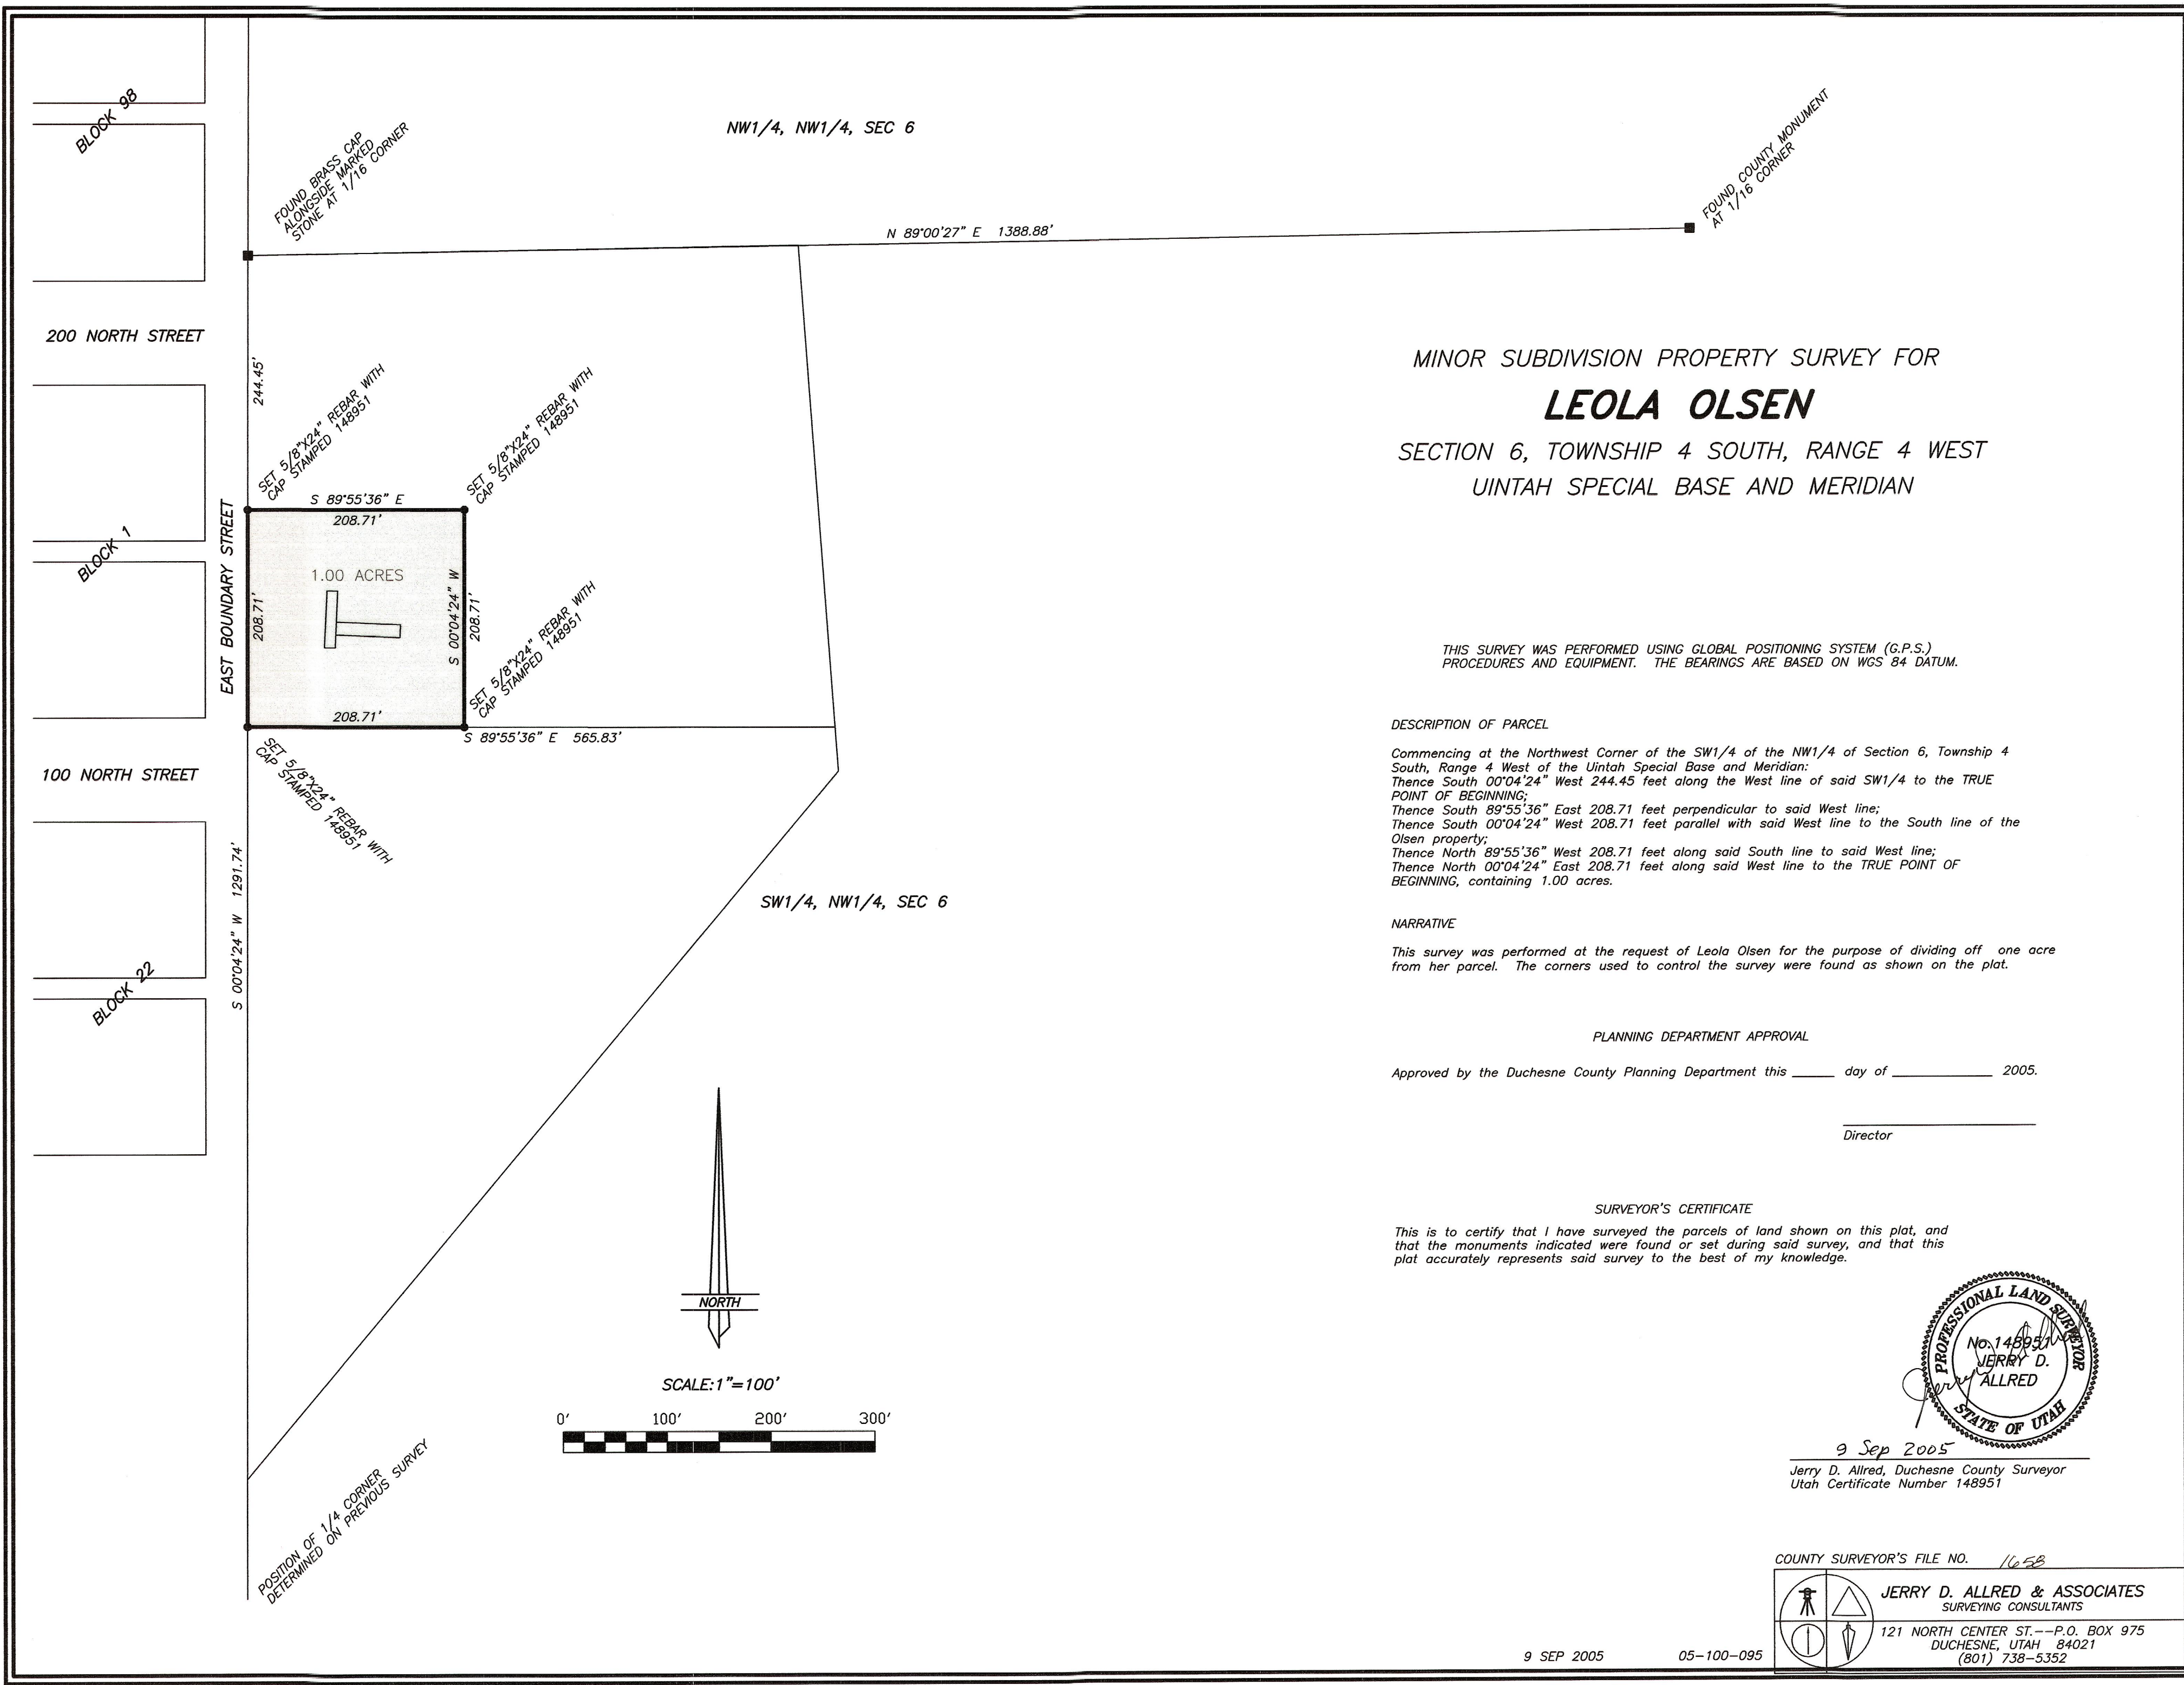 BLOCK 98
FOUND BRASS CAP
ALONGSIDE MARKED
STONE AT 1/16 CORNER
NW1/4, NW1/4, SEC 6
FOUND COUNTY MONUMENT
AT 1/16 CORNER
N 89°00'27" E 1388.88'
200 NORTH STREET
244.45'
SET 5/8"X24" REBAR WITH
CAP STAMPED 148951
SET 5/8"X24" REBAR WITH
CAP STAMPED 148951
S 89°55'36" E
208.71'
BLOCK 1
EAST BOUNDARY STREET
1.00 ACRES
208.71'
S 00°04'24" W
208.71'
SET 5/8"X24" REBAR WITH
CAP STAMPED 148951
208.71'
S 89°55'36" E 565.83'
100 NORTH STREET
SET 5/8"X24" REBAR WITH
CAP STAMPED 148951
S 00°04'24" W 1291.74'
SW1/4, NW1/4, SEC 6
BLOCK 22
NORTH
SCALE:1"=100'
0' 100' 200' 300'
POSITION OF 1/4 CORNER
DETERMINED ON PREVIOUS SURVEY
MINOR SUBDIVISION PROPERTY SURVEY FOR
LEOLA OLSEN
SECTION 6, TOWNSHIP 4 SOUTH, RANGE 4 WEST
UINTAH SPECIAL BASE AND MERIDIAN
THIS SURVEY WAS PERFORMED USING GLOBAL POSITIONING SYSTEM (G.P.S.)
PROCEDURES AND EQUIPMENT. THE BEARINGS ARE BASED ON WGS 84 DATUM.
DESCRIPTION OF PARCEL
Commencing at the Northwest Corner of the SW1/4 of the NW1/4 of Section 6, Township 4
South, Range 4 West of the Uintah Special Base and Meridian:
Thence South 00°04'24" West 244.45 feet along the West line of said SW1/4 to the TRUE
POINT OF BEGINNING;
Thence South 89°55'36" East 208.71 feet perpendicular to said West line;
Thence South 00°04'24" West 208.71 feet parallel with said West line to the South line of the
Olsen property;
Thence North 89°55'36" West 208.71 feet along said South line to said West line;
Thence North 00°04'24" East 208.71 feet along said West line to the TRUE POINT OF
BEGINNING, containing 1.00 acres.
NARRATIVE
This survey was performed at the request of Leola Olsen for the purpose of dividing off one acre
from her parcel. The corners used to control the survey were found as shown on the plat.
PLANNING DEPARTMENT APPROVAL
Approved by the Duchesne County Planning Department this _____ day of ____________ 2005.
Director
SURVEYOR'S CERTIFICATE
This is to certify that I have surveyed the parcels of land shown on this plat, and
that the monuments indicated were found or set during said survey, and that this
plat accurately represents said survey to the best of my knowledge.
PROFESSIONAL LAND SURVEYOR
No.148951
JERRY D.
ALLRED
STATE OF UTAH
Jerry D Allred
9 Sep 2005
Jerry D. Allred, Duchesne County Surveyor
Utah Certificate Number 148951
COUNTY SURVEYOR'S FILE NO. 1658
JERRY D. ALLRED & ASSOCIATES
SURVEYING CONSULTANTS
121 NORTH CENTER ST.--P.O. BOX 975
DUCHESNE, UTAH 84021
(801) 738-5352
9 SEP 2005 05-100-095